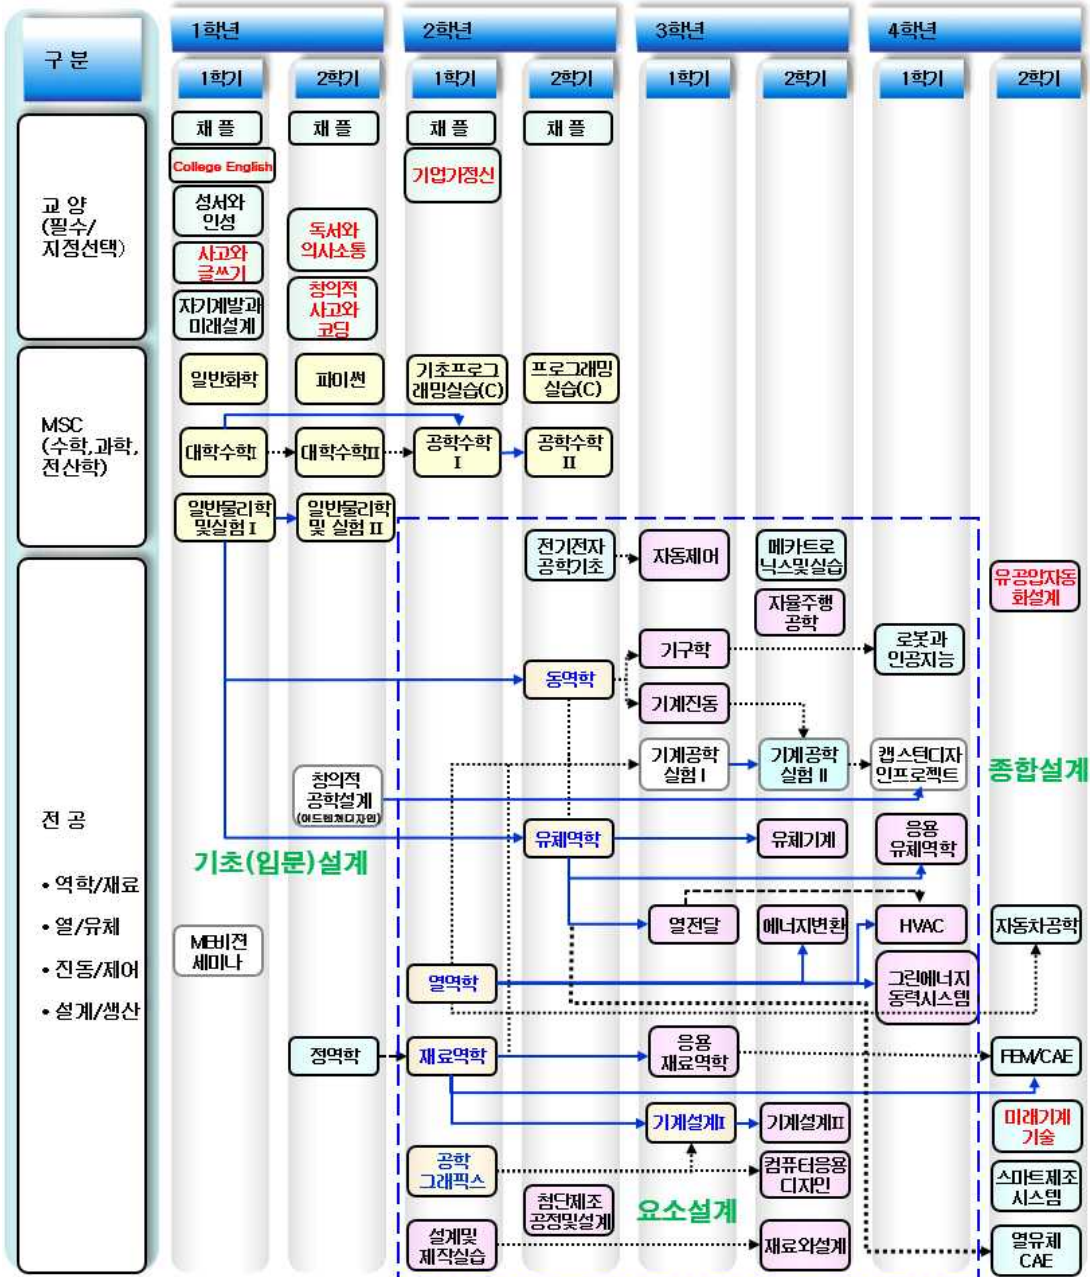 구 분
1학년
2학년
3학년
4학년
1학기
2학기
1학기
2학기
1학기
2학기
1학기
2학기
교 양
(필수/
지정선택)
채 플
채 플
채 플
채 플
College English
기업가정신
성서와
인성
사고와
글쓰기
자기계발과
미래설계
독서와
의사소통
창의적
사고와
코딩
MSC
(수학,과학,
전산학)
일반화학
파이썬
기초프로그
래밍실습(C)
프로그래밍
실습(C)
대학수학I
대학수학II
공학수학
I
공학수학
II
일반물리학
및실험 I
일반물리학
및 실험 II
전 공
• 역학/재료
• 열/유체
• 진동/제어
• 설계/생산
전기전자
공학기초
자동제어
메카트로
닉스및실습
유공압자동
화설계
자율주행
공학
기구학
로봇과
인공지능
동역학
기계진동
기계공학
실험 I
기계공학
실험 II
캡스턴디자
인프로젝트
종합설계
창의적
공학설계
(어드벤쳐디자인)
기초(입문)설계
유체역학
유체기계
응용
유체역학
ME비젼
세미나
열전달
에너지변환
HVAC
자동차공학
열역학
그린에너지
동력시스템
정역학
재료역학
응용
재료역학
FEM/CAE
기계설계I
기계설계II
미래기계
기술
공학
그래픽스
컴퓨터응용
디자인
스마트제조
시스템
첨단제조
공정및설계
요소설계
설계및
제작실습
재료와설계
열유체
CAE